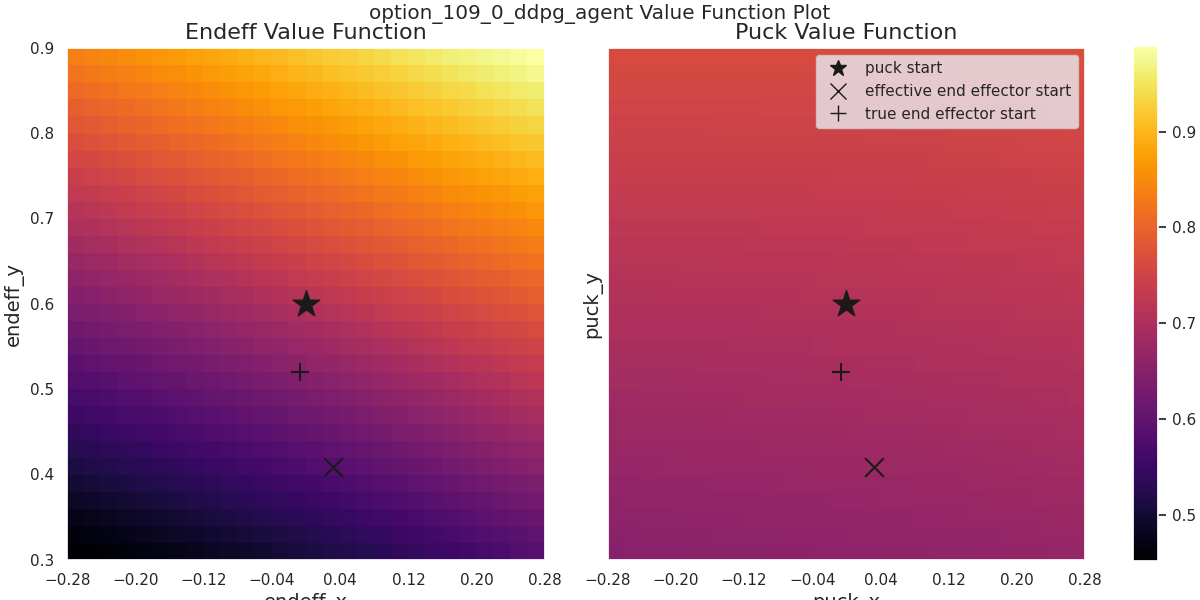 option_109_0_ddpg_agent Value Function Plot
Endeff Value Function
Puck Value Function
puck start
effective end effector start
true end effector start
0.9
0.8
0.7
0.6
0.5
0.4
0.3
endeff_y
−0.28 −0.20 −0.12 −0.04 0.04 0.12 0.20 0.28
endeff_x
puck_y
−0.28 −0.20 −0.12 −0.04 0.04 0.12 0.20 0.28
puck_x
0.9
0.8
0.7
0.6
0.5